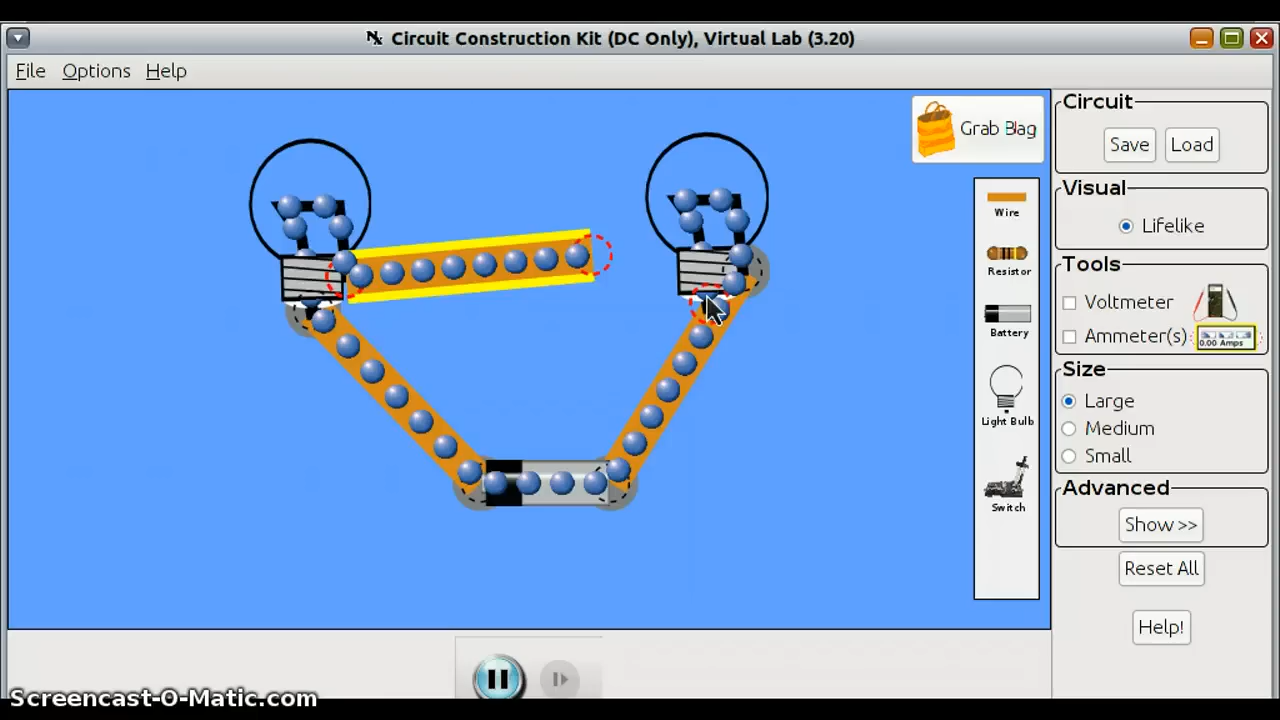 Circuit Construction Kit (DC Only), Virtual Lab (3.20)
File Options Help
Grab Bag
Wire
Resistor
Battery
Light Bulb
Switch
Circuit
Save Load
Visual
Lifelike
Tools
Voltmeter
Ammeter(s)
0.00 Amps
Size
Large
Medium
Small
Advanced
Show >>
Reset All
Help!
Screencast-O-Matic.com